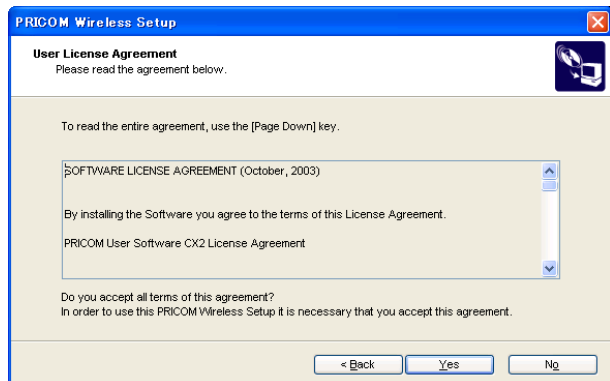 PRICOM Wireless Setup
User License Agreement
Please read the agreement below.
To read the entire agreement, use the [Page Down] key.
SOFTWARE LICENSE AGREEMENT (October, 2003)
By installing the Software you agree to the terms of this License Agreement.
PRICOM User Software CX2 License Agreement
Do you accept all terms of this agreement?
In order to use this PRICOM Wireless Setup it is necessary that you accept this agreement.
< Back
Yes
No